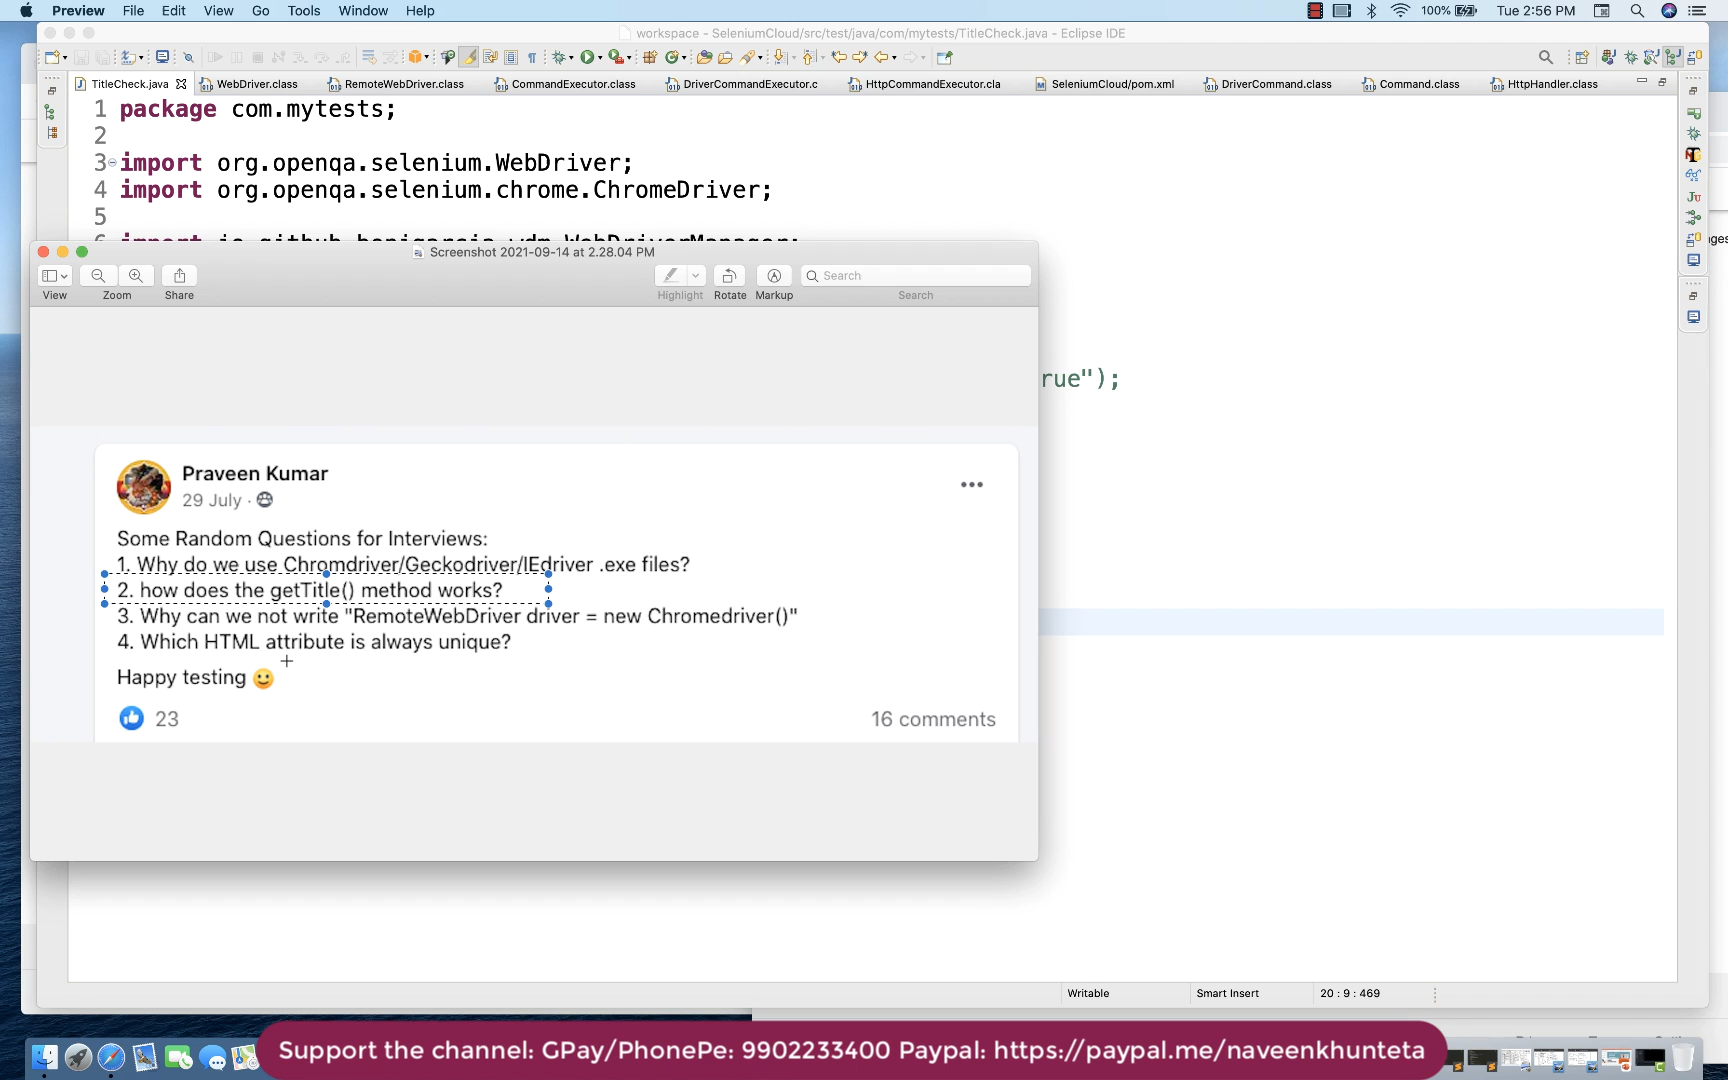 Preview File Edit View Go Tools Window Help 100% Tue 2:56 PM
workspace - SeleniumCloud/src/test/java/com/mytests/TitleCheck.java - Eclipse IDE
TitleCheck.java WebDriver.class RemoteWebDriver.class CommandExecutor.class DriverCommandExecutor.c HttpCommandExecutor.cla SeleniumCloud/pom.xml DriverCommand.class Command.class HttpHandler.class
1 package com.mytests;
2
3 import org.openqa.selenium.WebDriver;
4 import org.openqa.selenium.chrome.ChromeDriver;
5
Screenshot 2021-09-14 at 2.28.04 PM
Search
View Zoom Share Highlight Rotate Markup Search
rue");
Praveen Kumar
29 July ·
Some Random Questions for Interviews:
1. Why do we use Chromdriver/Geckodriver/IEdriver .exe files?
2. how does the getTitle() method works?
3. Why can we not write "RemoteWebDriver driver = new Chromedriver()"
4. Which HTML attribute is always unique?
Happy testing 🙂
23 16 comments
Writable Smart Insert 20 : 9 : 469
Support the channel: GPay/PhonePe: 9902233400 Paypal: https://paypal.me/naveenkhunteta